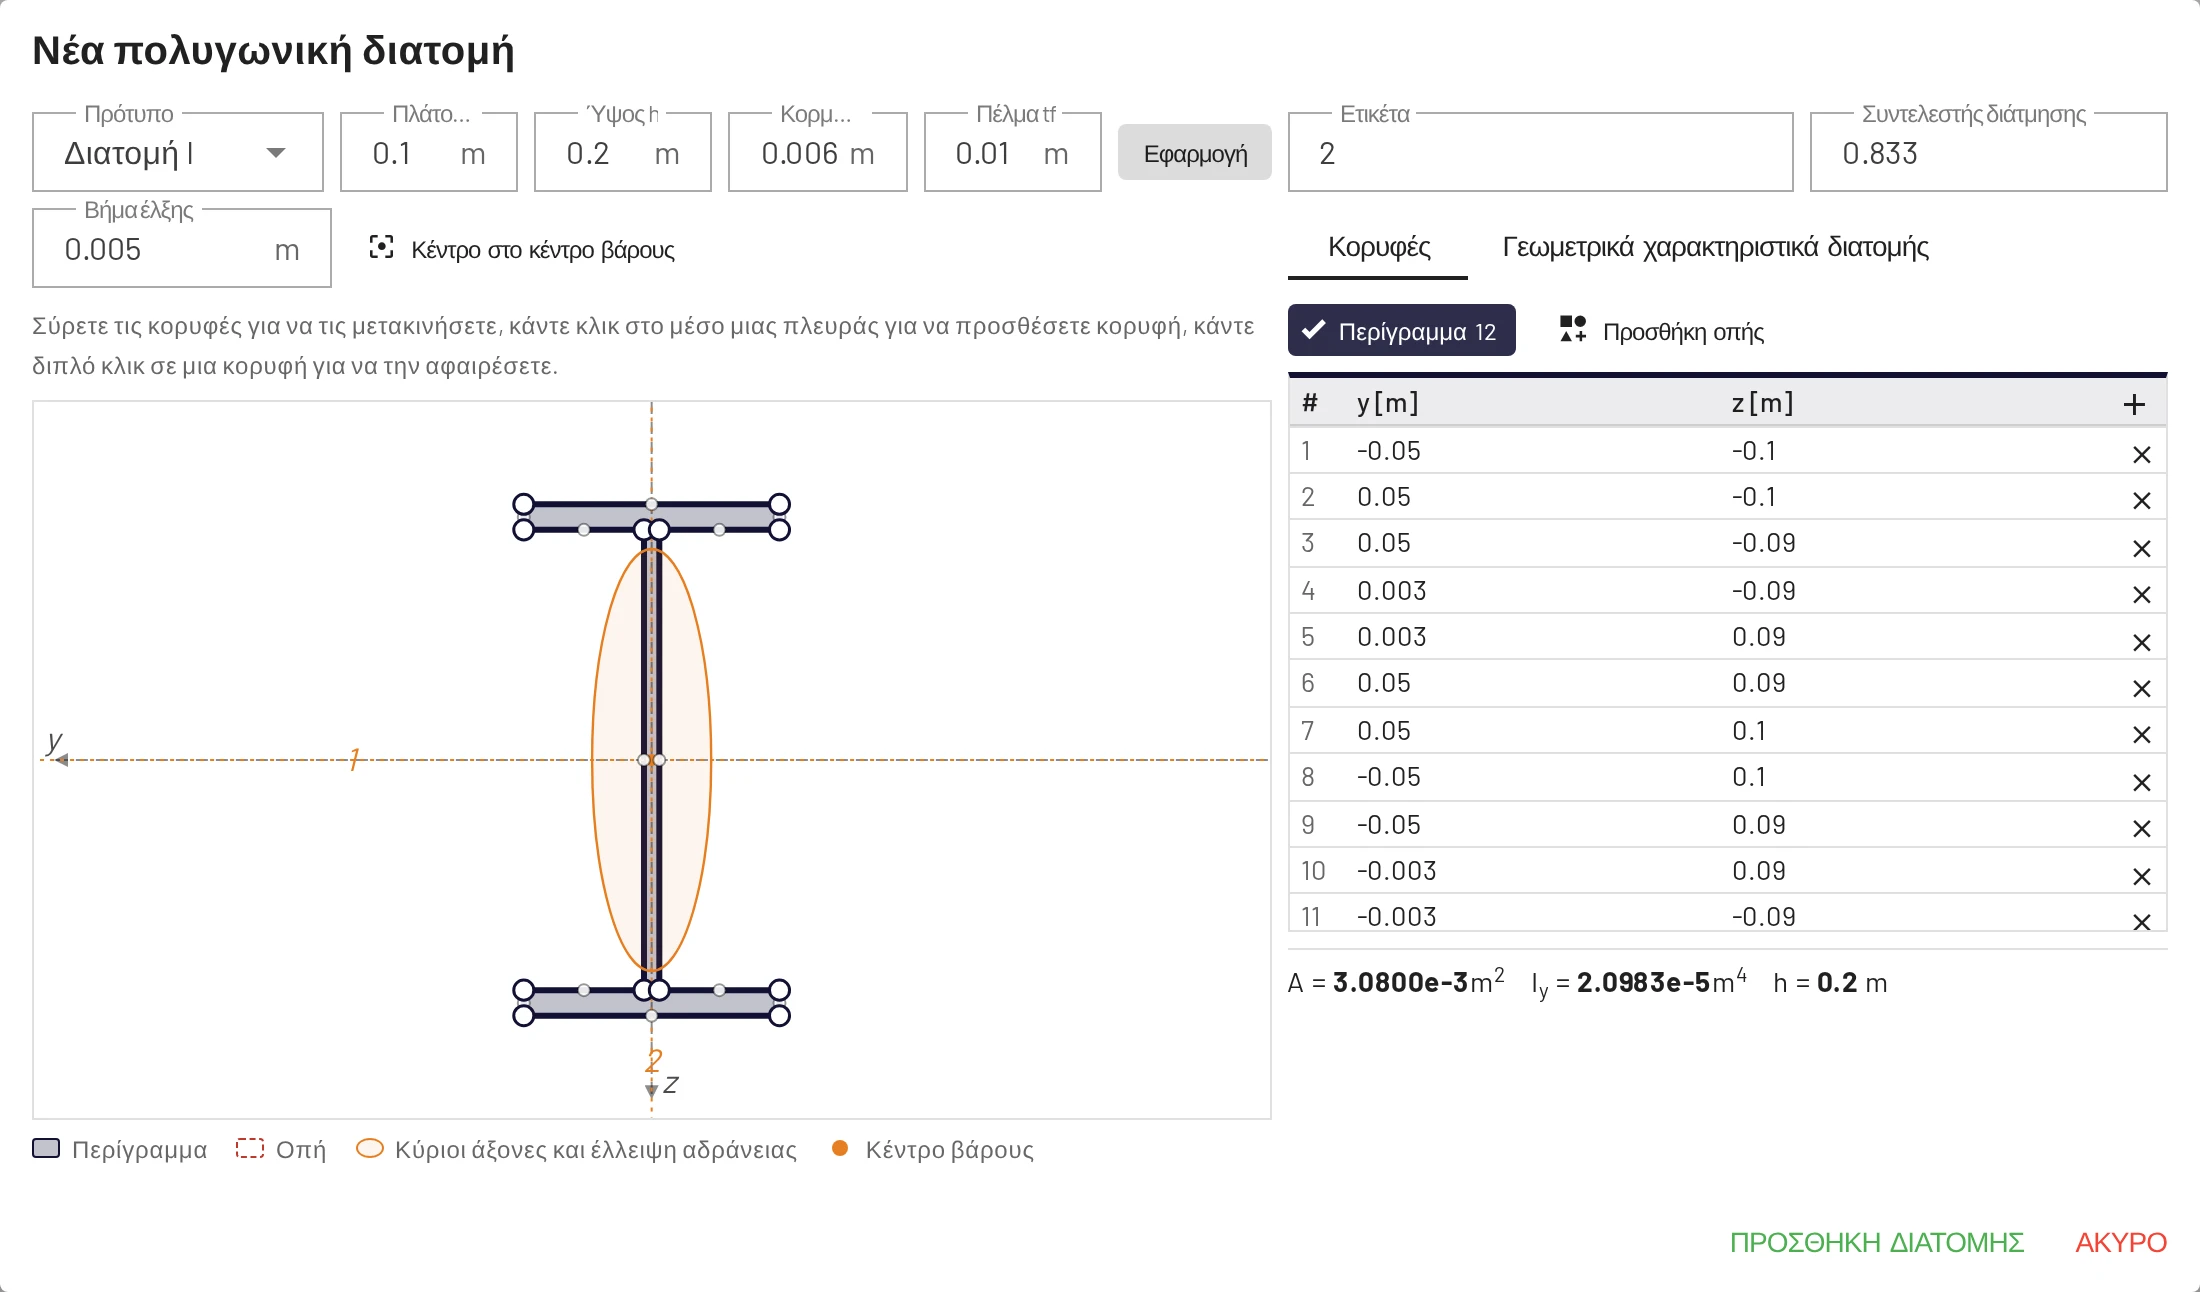 Νέα πολυγωνική διατομή
Πρότυπο
Διατομή I
Πλάτο...
0.1 m
Ύψος h
0.2 m
Κορμ...
0.006 m
Πέλμα tf
0.01 m
Εφαρμογή
Ετικέτα
2
Συντελεστής διάτμησης
0.833
Βήμα έλξης
0.005 m
Κέντρο στο κέντρο βάρους
Κορυφές
Γεωμετρικά χαρακτηριστικά διατομής
Σύρετε τις κορυφές για να τις μετακινήσετε, κάντε κλικ στο μέσο μιας πλευράς για να προσθέσετε κορυφή, κάντε
διπλό κλικ σε μια κορυφή για να την αφαιρέσετε.
Περίγραμμα 12
Προσθήκη οπής
# y [m] z [m]
1 -0.05 -0.1
2 0.05 -0.1
3 0.05 -0.09
4 0.003 -0.09
5 0.003 0.09
6 0.05 0.09
7 0.05 0.1
8 -0.05 0.1
9 -0.05 0.09
10 -0.003 0.09
11 -0.003 -0.09
y
1
2
z
A = 3.0800e-3m² I_y = 2.0983e-5m⁴ h = 0.2 m
Περίγραμμα
Οπή
Κύριοι άξονες και έλλειψη αδράνειας
Κέντρο βάρους
ΠΡΟΣΘΗΚΗ ΔΙΑΤΟΜΗΣ
ΑΚΥΡΟ